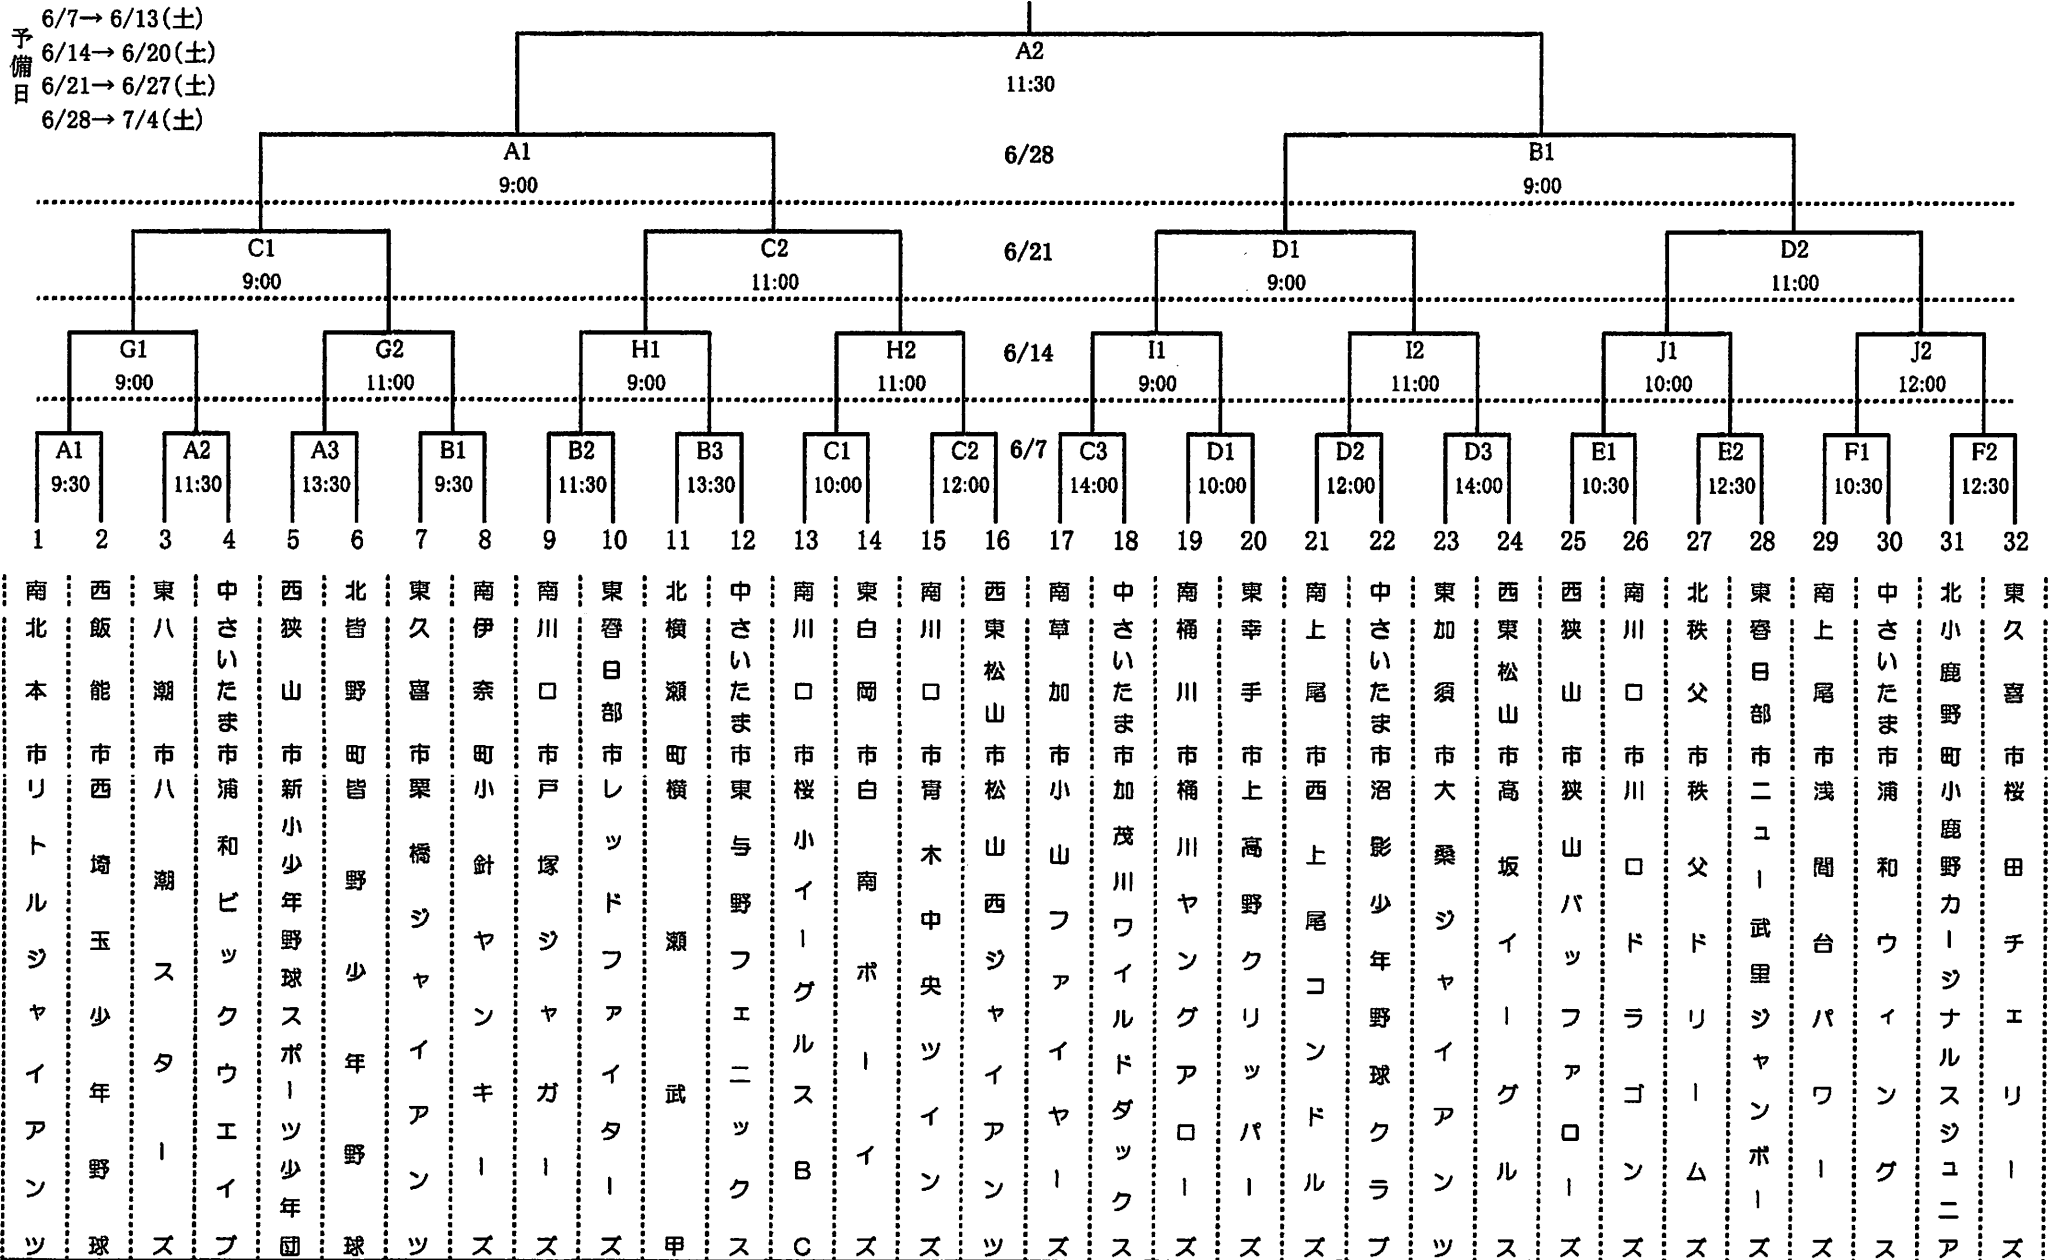 予備日
6/7→ 6/13(土)
6/14→ 6/20(土)
6/21→ 6/27(土)
6/28→ 7/4(土)
A2
11:30
A1
9:00
6/28
B1
9:00
C1
9:00
C2
11:00
6/21
D1
9:00
D2
11:00
G1
9:00
G2
11:00
H1
9:00
H2
11:00
6/14
I1
9:00
I2
11:00
J1
10:00
J2
12:00
A1
9:30
A2
11:30
A3
13:30
B1
9:30
B2
11:30
B3
13:30
C1
10:00
C2
12:00
6/7
C3
14:00
D1
10:00
D2
12:00
D3
14:00
E1
10:30
E2
12:30
F1
10:30
F2
12:30
1 南 北本市 リトルジャイアンツ
2 西 飯能市 西埼玉少年野球
3 東 八潮市 八潮スターズ
4 中 さいたま市 浦和ビックウエイブ
5 西 狭山市 新小少年野球スポーツ少年団
6 北 皆野町 皆野少年野球
7 東 久喜市 栗橋ジャイアンツ
8 南 伊奈町 小針ヤンキーズ
9 南 川口市 戸塚ジャガーズ
10 東 春日部市 レッドファイターズ
11 北 横瀬町 横瀬武甲
12 中 さいたま市 東与野フェニックス
13 南 川口市 桜小イーグルスBC
14 東 白岡市 白南ボーイズ
15 南 川口市 青木中央ツインズ
16 西 東松山市 松山西ジャイアンツ
17 南 草加市 小山ファイヤーズ
18 中 さいたま市 加茂川ワイルドダックス
19 南 桶川市 桶川ヤングアローズ
20 東 幸手市 上高野クリッパーズ
21 南 上尾市 西上尾コンドルズ
22 中 さいたま市 沼影少年野球クラブ
23 東 加須市 大桑ジャイアンツ
24 西 東松山市 高坂イーグルス
25 西 狭山市 狭山バッファローズ
26 南 川口市 川口ドラゴンズ
27 北 秩父市 秩父ドリームズ
28 東 春日部市 ニュー武里ジャンボーズ
29 南 上尾市 浅間台パワーズ
30 中 さいたま市 浦和ウィングス
31 北 小鹿野町 小鹿野カージナルスジュニア
32 東 久喜市 桜田チェリーズ